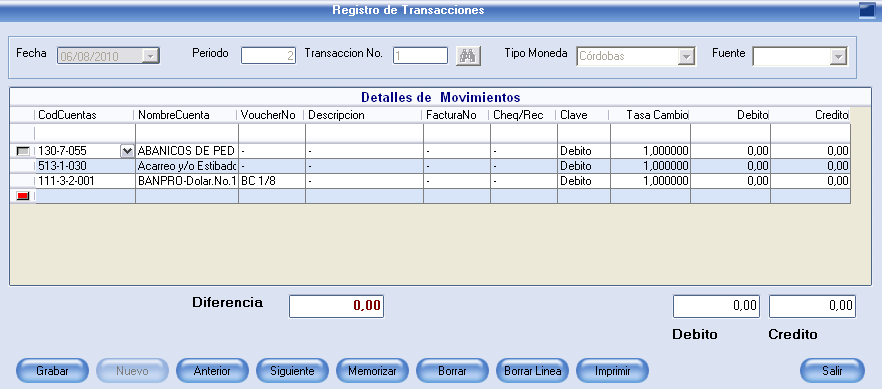 Registro de Transacciones
Fecha 06/08/2010 Periodo 2 Transaccion No. 1 Tipo Moneda Córdobas Fuente
Detalles de Movimientos
CodCuentas NombreCuenta VoucherNo Descripcion FacturaNo Cheq/Rec Clave Tasa Cambio Debito Credito
130-7-055 ABANICOS DE PED - - - - Debito 1,000000 0,00 0,00
513-1-030 Acarreo y/o Estibado - - - - Debito 1,000000 0,00 0,00
111-3-2-001 BANPRO-Dolar.No.1 BC 1/8 - - - Debito 1,000000 0,00 0,00
Diferencia 0,00 0,00 0,00
Debito Credito
Grabar Nuevo Anterior Siguiente Memorizar Borrar Borrar Linea Imprimir Salir